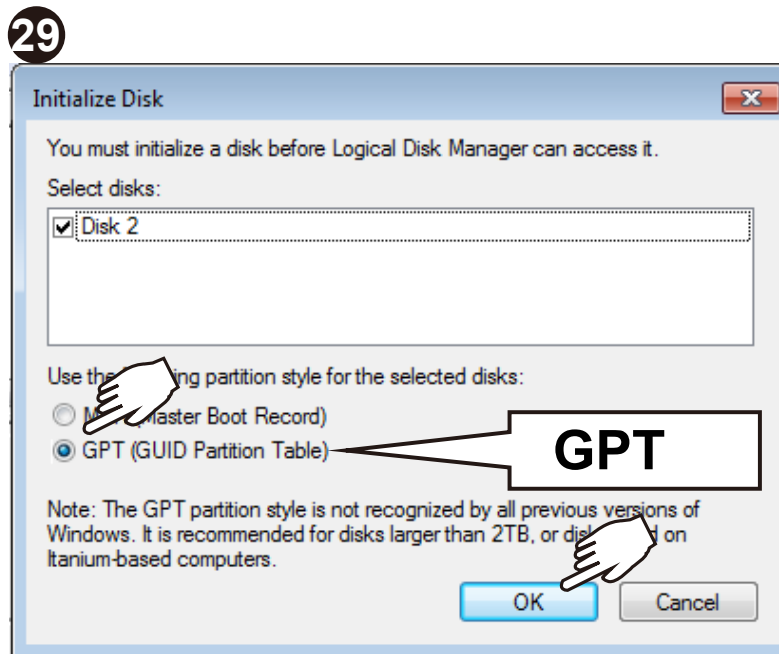 29
Initialize Disk
You must initialize a disk before Logical Disk Manager can access it.
Select disks:
Disk 2
Use the ing partition style for the selected disks:
(Master Boot Record)
GPT (GUID Partition Table)
GPT
Note: The GPT partition style is not recognized by all previous versions of
Windows. It is recommended for disks larger than 2TB, or on
Itanium-based computers.
OK
Cancel